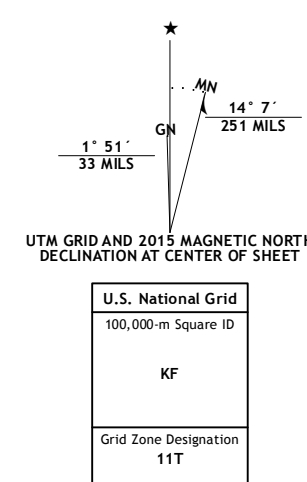 ★
MN
GN
14° 7´
251 MILS
1° 51´
33 MILS
UTM GRID AND 2015 MAGNETIC NORTH
DECLINATION AT CENTER OF SHEET
U.S. National Grid
100,000-m Square ID
KF
Grid Zone Designation
11T